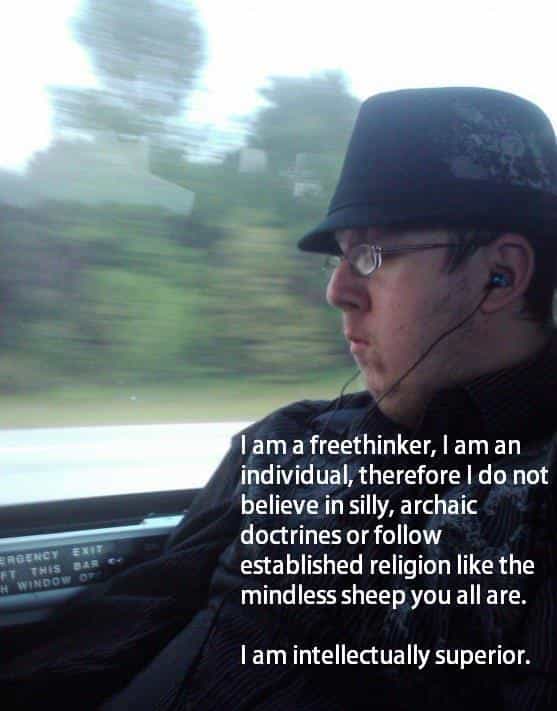 I am a freethinker, I am an
individual, therefore I do not
believe in silly, archaic
doctrines or follow
established religion like the
mindless sheep you all are.
I am intellectually superior.
ERGENCY EXIT
FT THIS BAR
H WINDOW